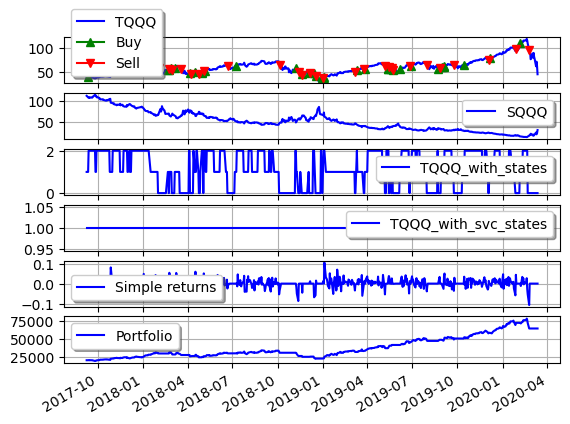 TQQQ
Buy
Sell
100
50
SQQQ
100
50
TQQQ_with_states
2
0
TQQQ_with_svc_states
1.05
1.00
0.95
Simple returns
0.1
0.0
−0.1
Portfolio
75000
50000
25000
2017-10 2018-01 2018-04 2018-07 2018-10 2019-01 2019-04 2019-07 2019-10 2020-01 2020-04